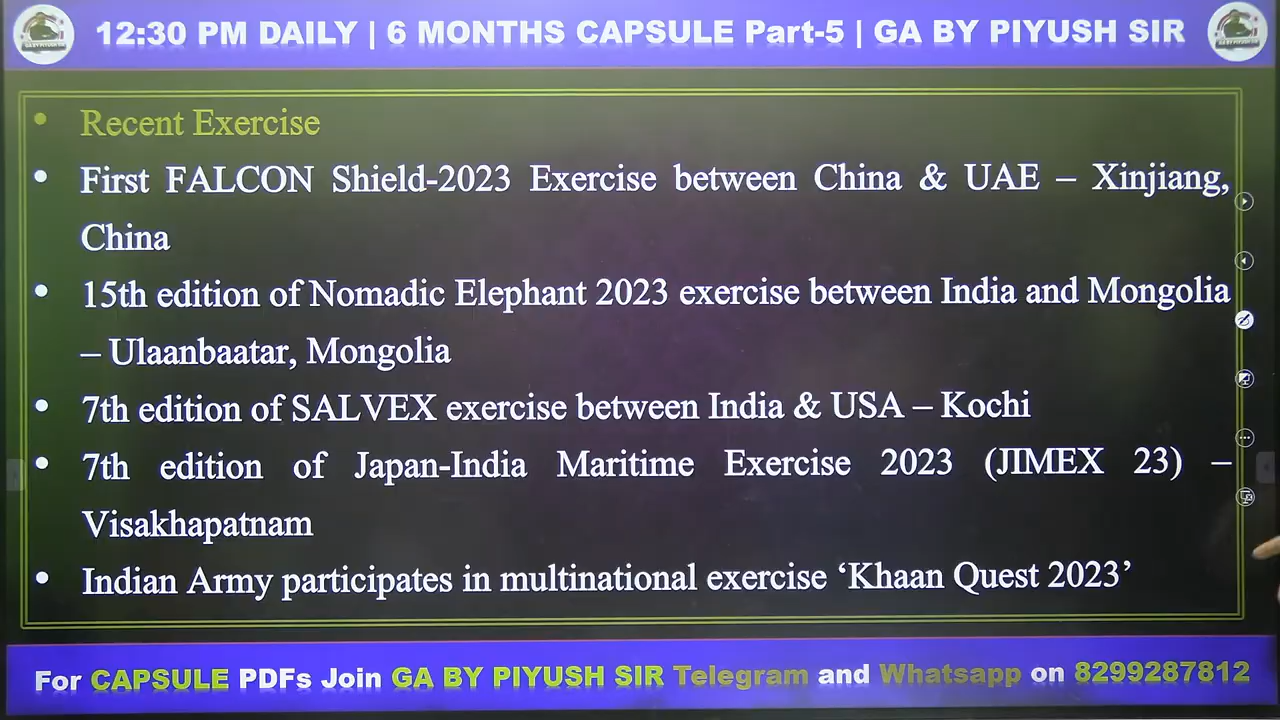 12:30 PM DAILY | 6 MONTHS CAPSULE Part-5 | GA BY PIYUSH SIR
GA BY PIYUSH SIR
• Recent Exercise
• First FALCON Shield-2023 Exercise between China & UAE – Xinjiang,
China
• 15th edition of Nomadic Elephant 2023 exercise between India and Mongolia
– Ulaanbaatar, Mongolia
• 7th edition of SALVEX exercise between India & USA – Kochi
• 7th edition of Japan-India Maritime Exercise 2023 (JIMEX 23) –
Visakhapatnam
• Indian Army participates in multinational exercise ‘Khaan Quest 2023’
For CAPSULE PDFs Join GA BY PIYUSH SIR Telegram and Whatsapp on 8299287812